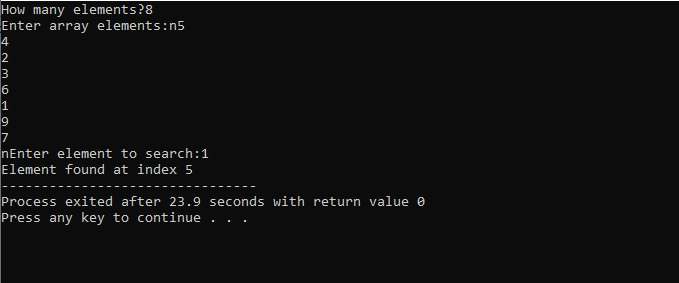 How many elements?8
Enter array elements:n5
4
2
3
6
1
9
7
nEnter element to search:1
Element found at index 5
--------------------------------
Process exited after 23.9 seconds with return value 0
Press any key to continue . . .